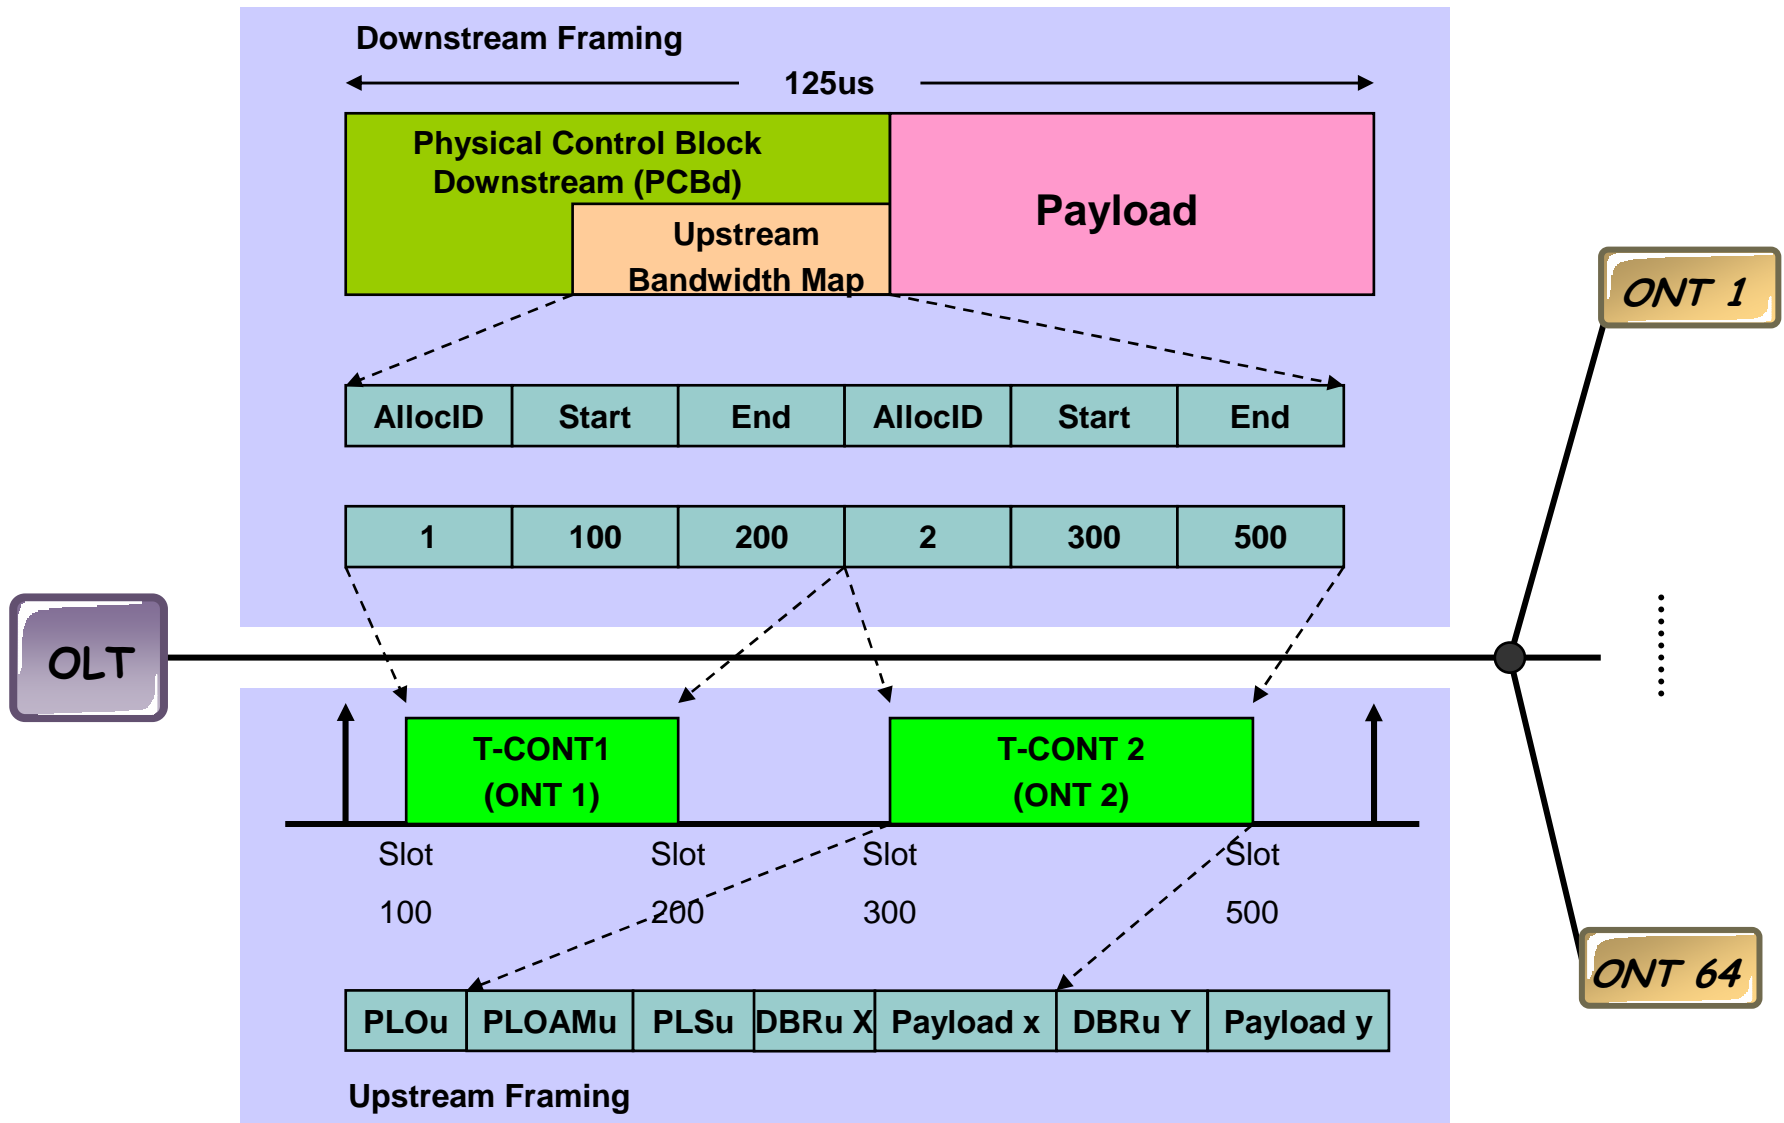 Downstream Framing
125us
Physical Control Block
Downstream (PCBd)
Payload
Upstream
Bandwidth Map
ONT 1
AllocID Start End AllocID Start End
1 100 200 2 300 500
OLT
T-CONT1
(ONT 1)
T-CONT 2
(ONT 2)
Slot Slot Slot Slot
100 200 300 500
ONT 64
PLOu PLOAMu PLSu DBRu X Payload x DBRu Y Payload y
Upstream Framing